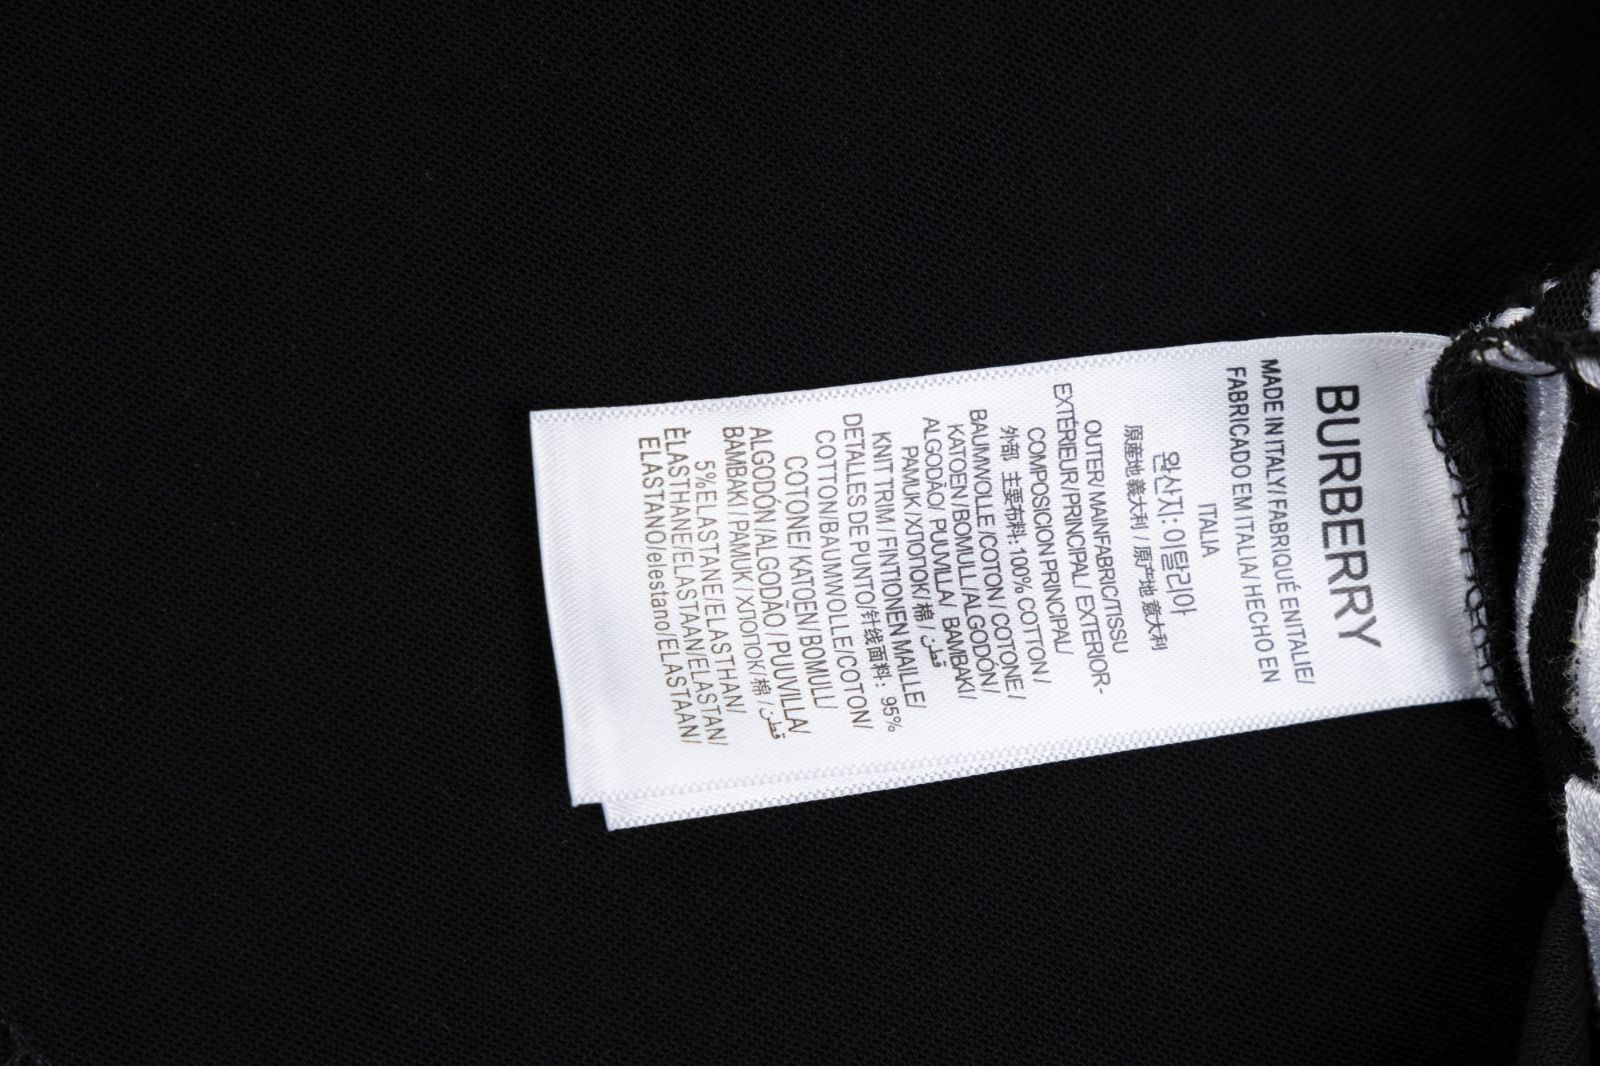 BURBERRY
MADE IN ITALY/FABRIQUÉ EN ITALIE/
FABRICADO EM ITALIA/HECHO EN
ITALIA
완산지: 이탈리아
原產地 義大利 / 原产地 意大利
OUTER/MAINFABRIC/TISSU
EXTÉRIEUR/PRINCIPAL/EXTERIOR-
COMPOSICION PRINCIPAL/
外部 主要布料: 100% COTTON/
BAUMWOLLE/COTON/COTONE/
KATOEN/BOMULL/ALGODÓN/
ALGODÃO/ PUUVILLA/ BAMBAKI/
PAMUK/ХЛОПОК/棉 / قطن
KNIT TRIM /FINTIONEN MAILLE/
DETALLES DE PUNTO/针线面料: 95%
COTTON/BAUMWOLLE/COTON/
COTONE/KATOEN/BOMULL/
ALGODÓN/ALGODÃO/PUUVILLA/
BAMBAKI/PAMUK/ХЛОПОК/棉 / قطن
5%ELASTANE/ELASTHAN/
ÈLASTHANE/ELASTAAN/ELASTAN/
ELASTANO/elestano/ELASTAAN/